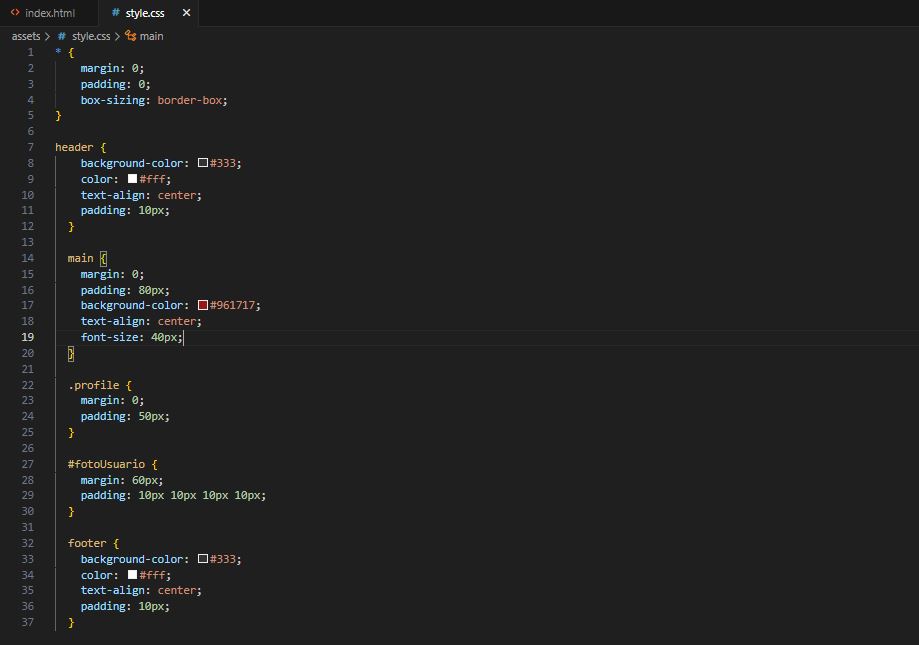 index.html
style.css
assets > # style.css > main
1 * {
2     margin: 0;
3     padding: 0;
4     box-sizing: border-box;
5 }
6
7 header {
8     background-color: #333;
9     color: #fff;
10     text-align: center;
11     padding: 10px;
12   }
13
14   main {
15     margin: 0;
16     padding: 80px;
17     background-color: #961717;
18     text-align: center;
19     font-size: 40px;
20   }
21
22   .profile {
23     margin: 0;
24     padding: 50px;
25   }
26
27   #fotoUsuario {
28     margin: 60px;
29     padding: 10px 10px 10px 10px;
30   }
31
32   footer {
33     background-color: #333;
34     color: #fff;
35     text-align: center;
36     padding: 10px;
37   }